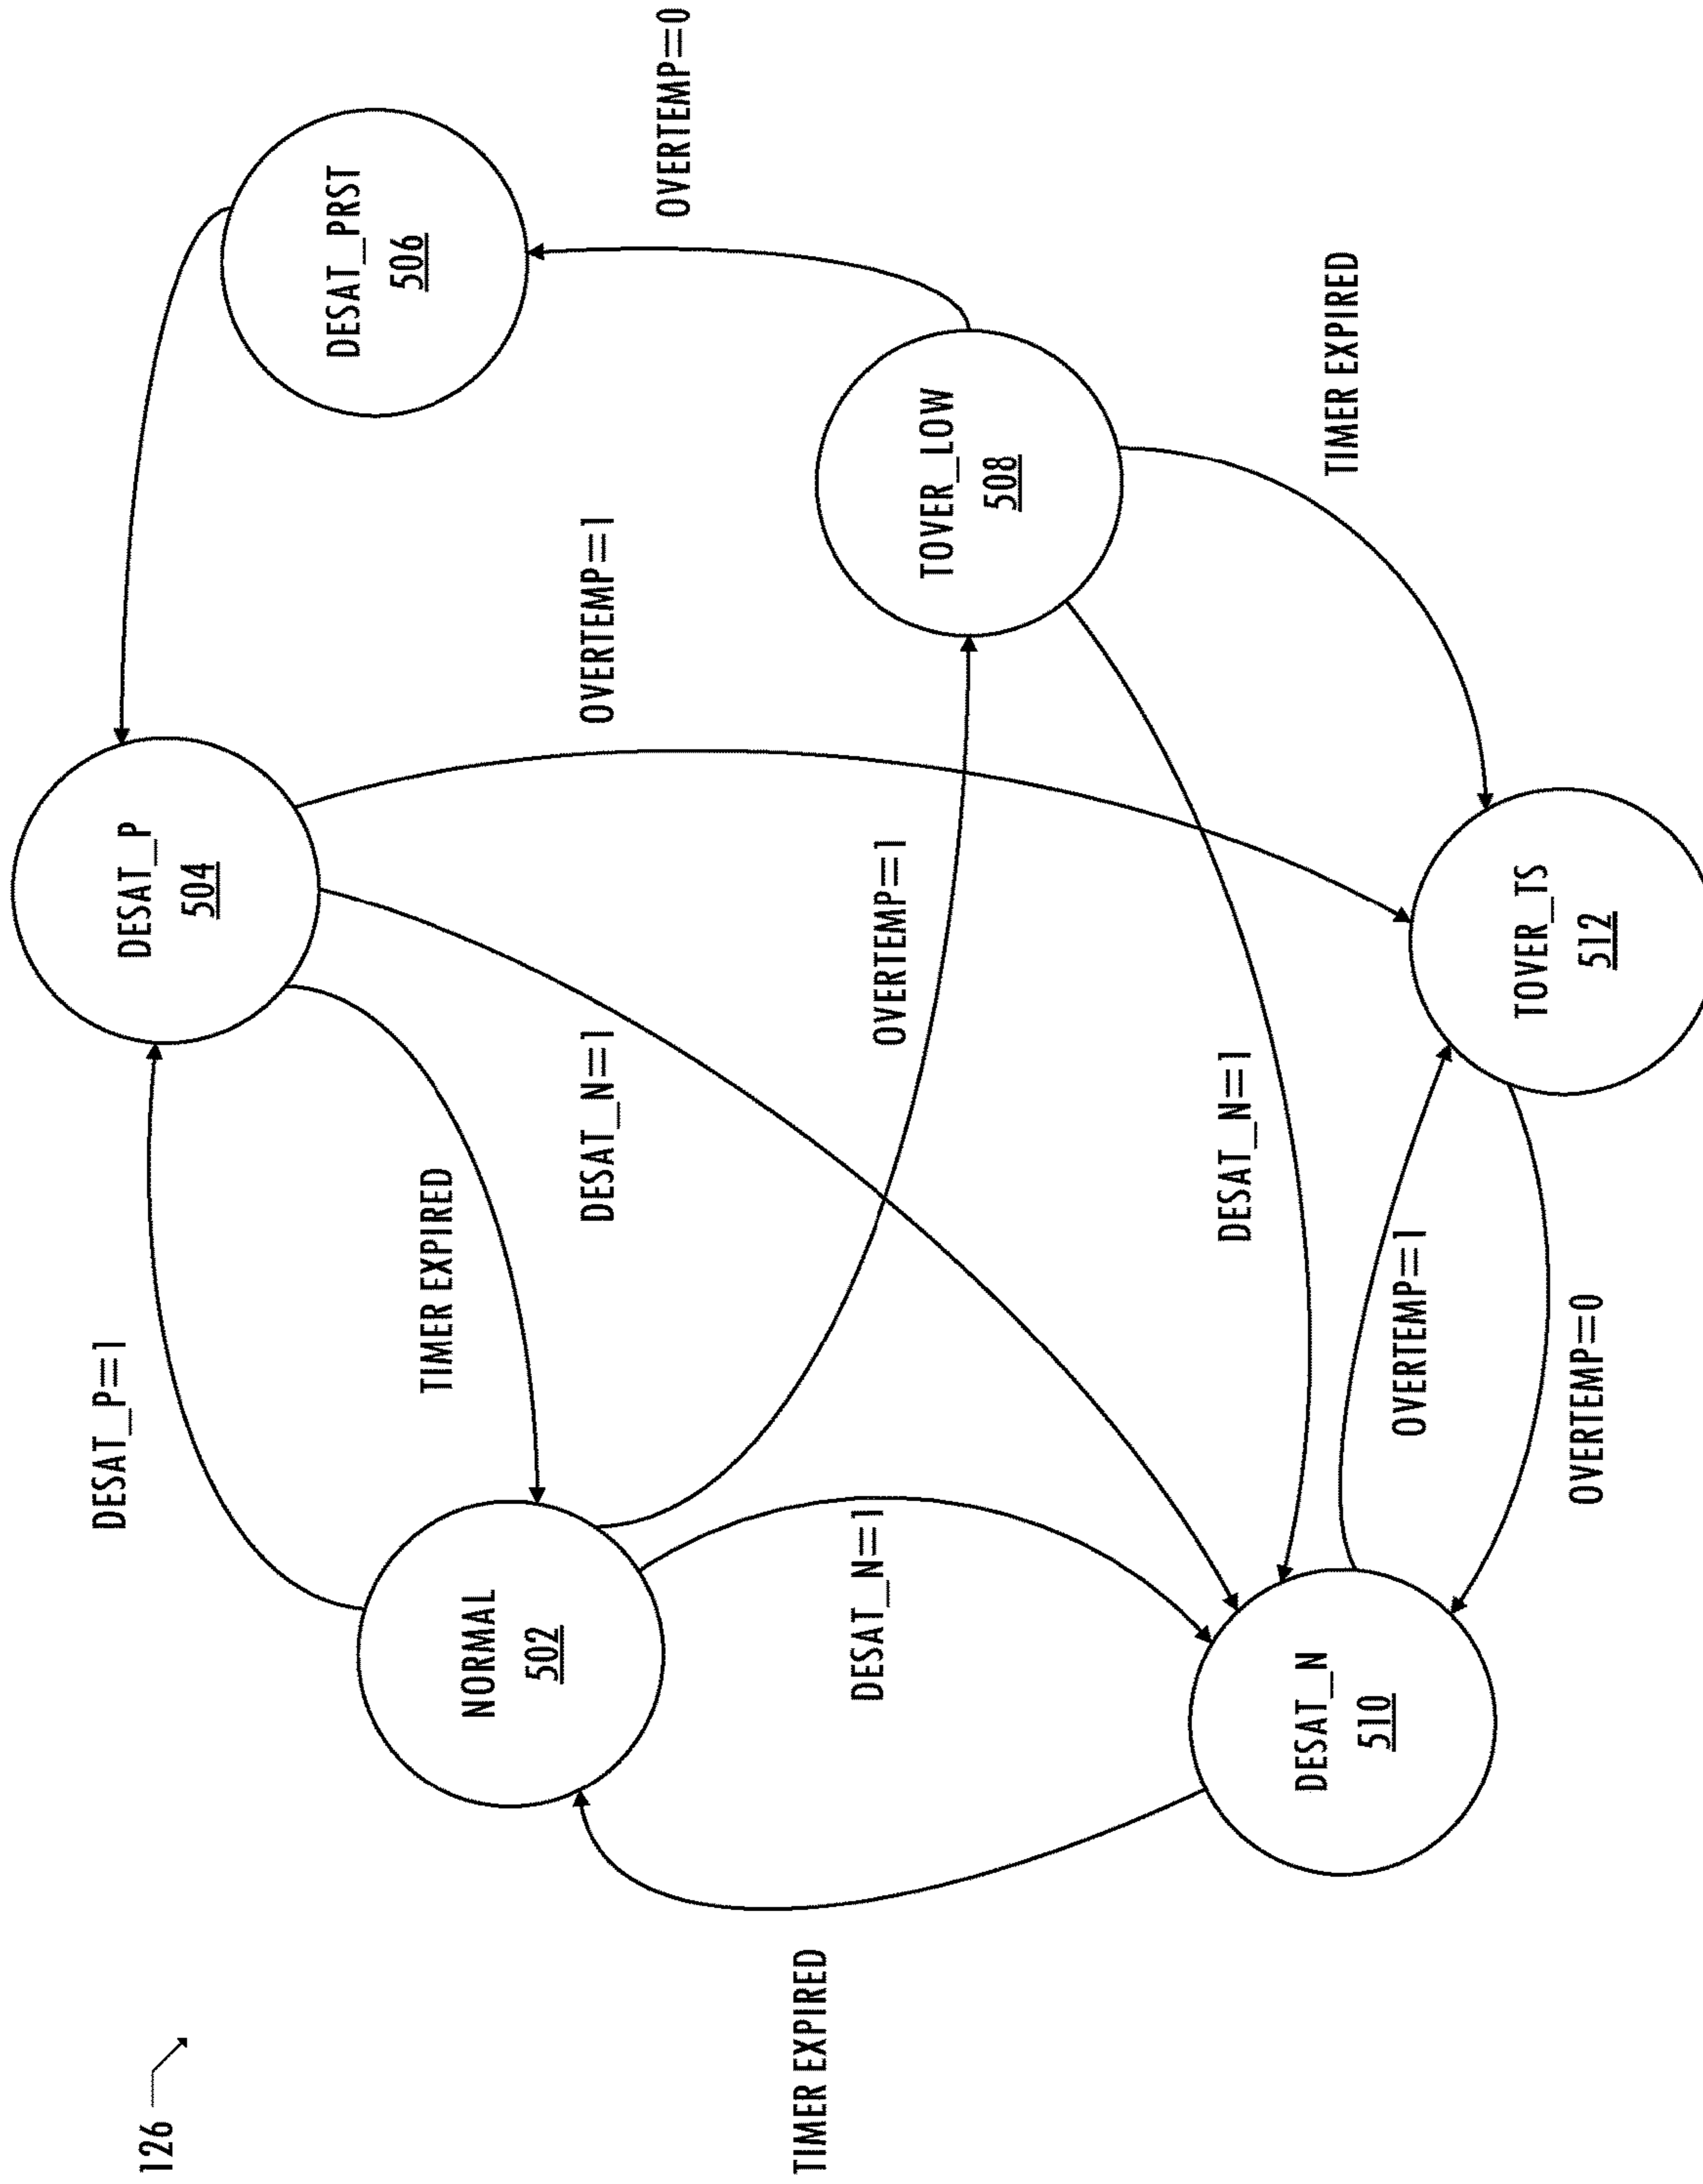 126
DESAT_P==1
DESAT_P
504
DESAT_PRST
506
TIMER EXPIRED
NORMAL
502
DESAT_N==1
OVERTEMP==1
OVERTEMP==0
OVERTEMP==1
TOVER_LOW
508
TIMER EXPIRED
DESAT_N==1
DESAT_N==1
TIMER EXPIRED
DESAT_N
510
OVERTEMP==1
TOVER_TS
512
OVERTEMP==0